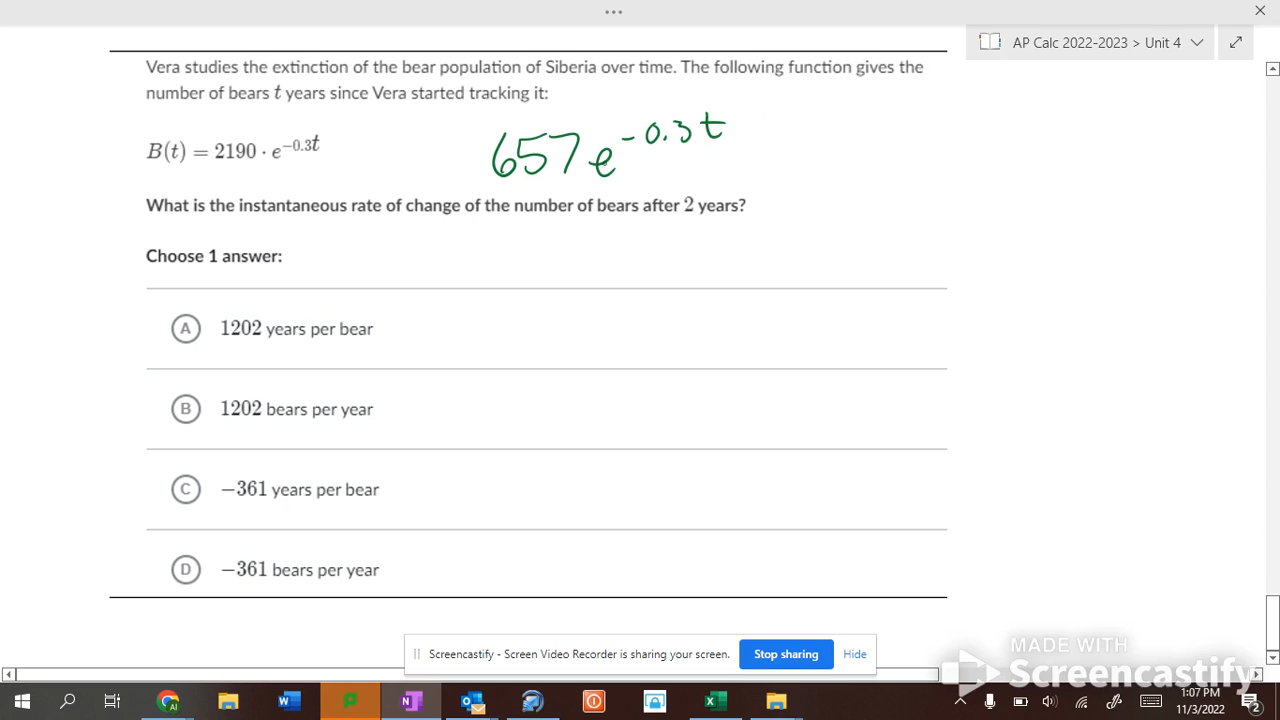 AP Calc 2022-2023 > Unit 4
Vera studies the extinction of the bear population of Siberia over time. The following function gives the
number of bears t years since Vera started tracking it:
B(t) = 2190 · e^{−0.3t}
657e^{-0.3t}
What is the instantaneous rate of change of the number of bears after 2 years?
Choose 1 answer:
A 1202 years per bear
B 1202 bears per year
C −361 years per bear
D −361 bears per year
Screencastify - Screen Video Recorder is sharing your screen. Stop sharing Hide
MADE WITH
Screencastify
1:07 PM
11/3/2022
2